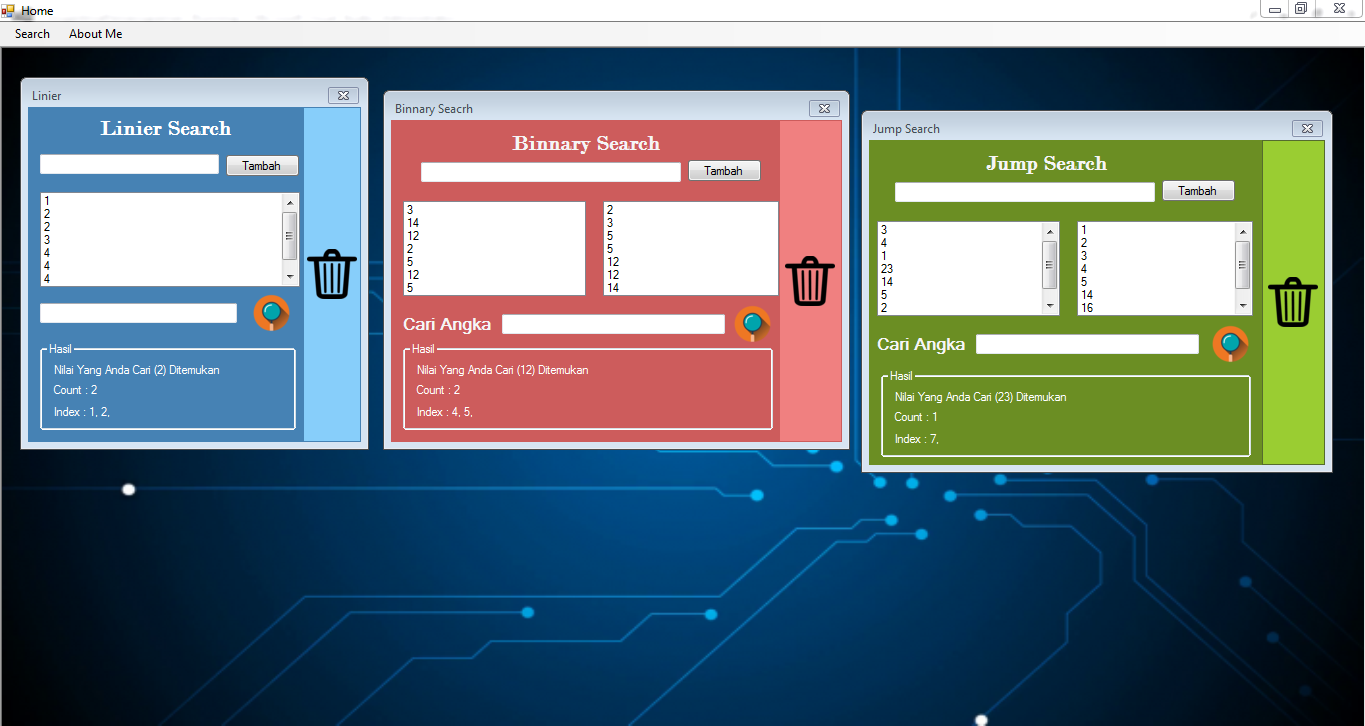 Home
Search About Me
Linier
Linier Search
Tambah
1
2
2
3
4
4
4
Hasil
Nilai Yang Anda Cari (2) Ditemukan
Count : 2
Index : 1, 2,
Binnary Seacrh
Binnary Search
Tambah
3
14
12
2
5
12
5
2
3
5
5
12
12
14
Cari Angka
Hasil
Nilai Yang Anda Cari (12) Ditemukan
Count : 2
Index : 4, 5,
Jump Search
Jump Search
Tambah
3
4
1
23
14
5
2
1
2
3
4
5
14
16
Cari Angka
Hasil
Nilai Yang Anda Cari (23) Ditemukan
Count : 1
Index : 7,